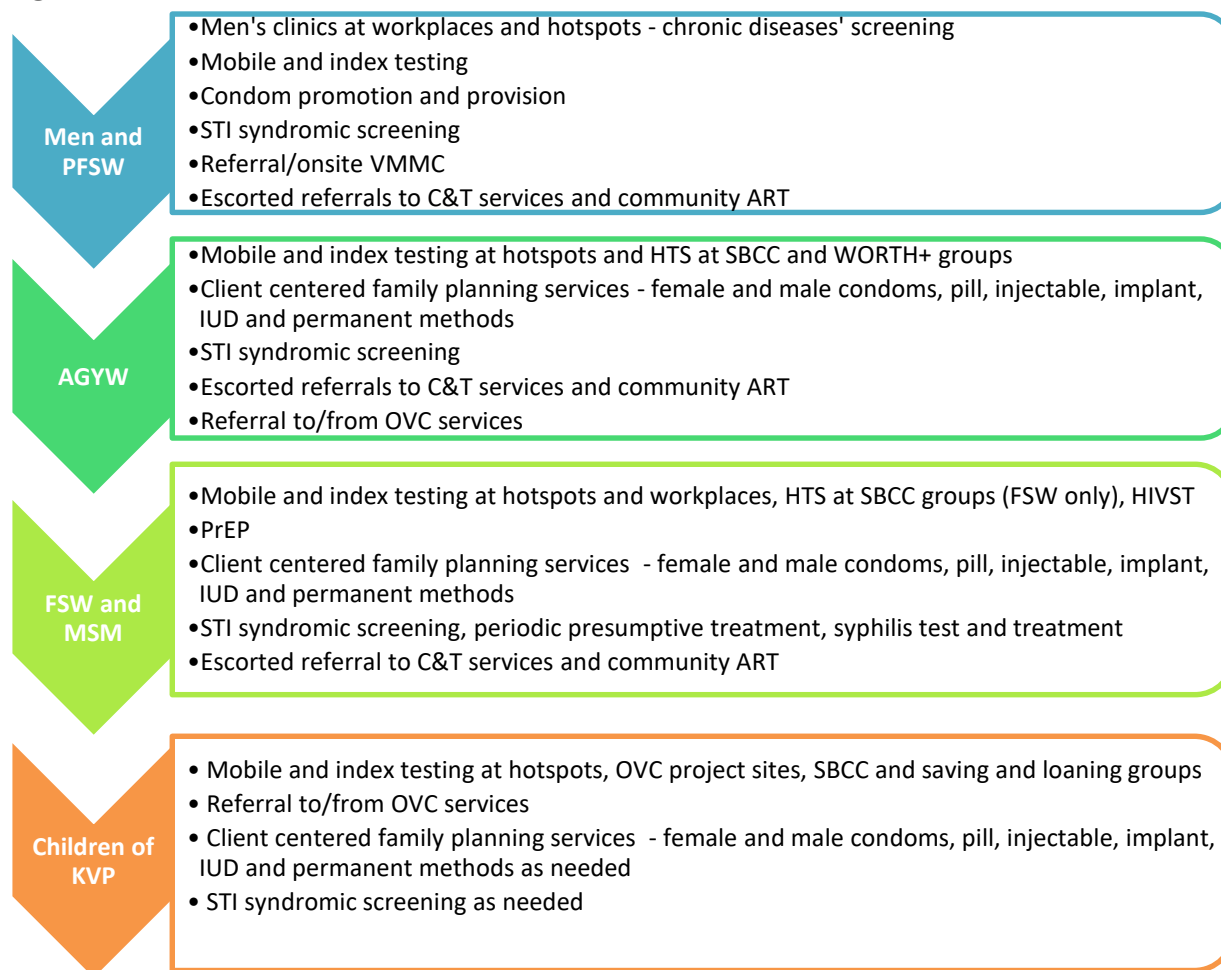 Men and
PFSW
•Men's clinics at workplaces and hotspots - chronic diseases' screening
•Mobile and index testing
•Condom promotion and provision
•STI syndromic screening
•Referral/onsite VMMC
•Escorted referrals to C&T services and community ART
AGYW
•Mobile and index testing at hotspots and HTS at SBCC and WORTH+ groups
•Client centered family planning services - female and male condoms, pill, injectable, implant,
IUD and permanent methods
•STI syndromic screening
•Escorted referrals to C&T services and community ART
•Referral to/from OVC services
FSW and
MSM
•Mobile and index testing at hotspots and workplaces, HTS at SBCC groups (FSW only), HIVST
•PrEP
•Client centered family planning services - female and male condoms, pill, injectable, implant,
IUD and permanent methods
•STI syndromic screening, periodic presumptive treatment, syphilis test and treatment
•Escorted referral to C&T services and community ART
Children of
KVP
• Mobile and index testing at hotspots, OVC project sites, SBCC and saving and loaning groups
• Referral to/from OVC services
• Client centered family planning services - female and male condoms, pill, injectable, implant,
IUD and permanent methods as needed
• STI syndromic screening as needed